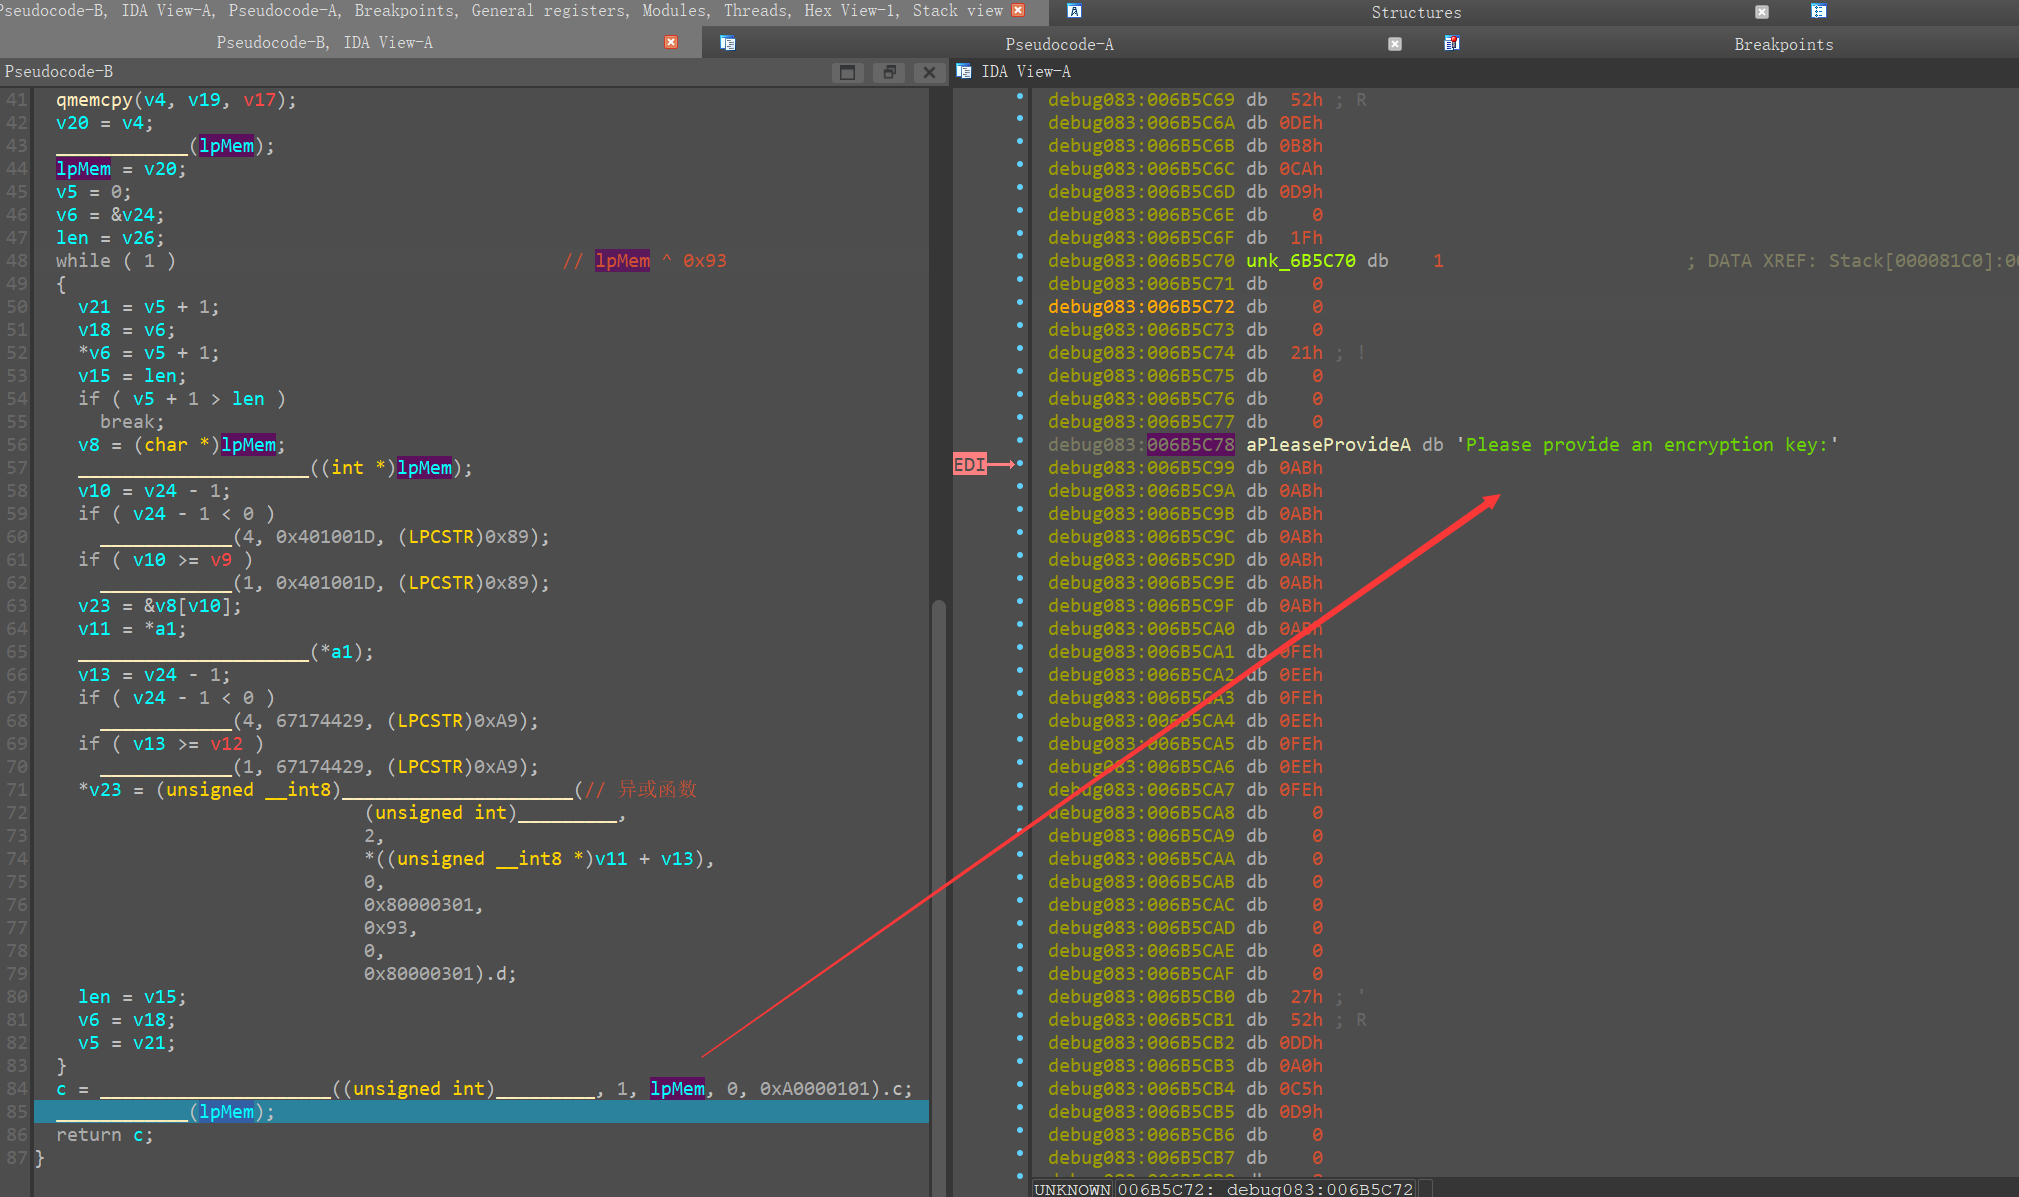 Pseudocode-B, IDA View-A, Pseudocode-A, Breakpoints, General registers, Modules, Threads, Hex View-1, Stack view
Structures
Pseudocode-B, IDA View-A
Pseudocode-A
Breakpoints
Pseudocode-B
IDA View-A
41 qmemcpy(v4, v19, v17);
42 v20 = v4;
43 ____________(lpMem);
44 lpMem = v20;
45 v5 = 0;
46 v6 = &v24;
47 len = v26;
48 while ( 1 ) // lpMem ^ 0x93
49 {
50 v21 = v5 + 1;
51 v18 = v6;
52 *v6 = v5 + 1;
53 v15 = len;
54 if ( v5 + 1 > len )
55 break;
56 v8 = (char *)lpMem;
57 _____________________((int *)lpMem);
58 v10 = v24 - 1;
59 if ( v24 - 1 < 0 )
60 ____________(4, 0x401001D, (LPCSTR)0x89);
61 if ( v10 >= v9 )
62 ____________(1, 0x401001D, (LPCSTR)0x89);
63 v23 = &v8[v10];
64 v11 = *a1;
65 _____________________(*a1);
66 v13 = v24 - 1;
67 if ( v24 - 1 < 0 )
68 ____________(4, 67174429, (LPCSTR)0xA9);
69 if ( v13 >= v12 )
70 ____________(1, 67174429, (LPCSTR)0xA9);
71 *v23 = (unsigned __int8)_____________________(// 异或函数
72 (unsigned int)_________,
73 2,
74 *((unsigned __int8 *)v11 + v13),
75 0,
76 0x80000301,
77 0x93,
78 0,
79 0x80000301).d;
80 len = v15;
81 v6 = v18;
82 v5 = v21;
83 }
84 c = _____________________((unsigned int)_________, 1, lpMem, 0, 0xA0000101).c;
85 ____________(lpMem);
86 return c;
87 }
debug083:006B5C69 db 52h ; R
debug083:006B5C6A db 0DEh
debug083:006B5C6B db 0B8h
debug083:006B5C6C db 0CAh
debug083:006B5C6D db 0D9h
debug083:006B5C6E db 0
debug083:006B5C6F db 1Fh
debug083:006B5C70 unk_6B5C70 db 1 ; DATA XREF: Stack[000081C0]:
debug083:006B5C71 db 0
debug083:006B5C72 db 0
debug083:006B5C73 db 0
debug083:006B5C74 db 21h ; !
debug083:006B5C75 db 0
debug083:006B5C76 db 0
debug083:006B5C77 db 0
debug083:006B5C78 aPleaseProvideA db 'Please provide an encryption key:'
EDI
debug083:006B5C99 db 0ABh
debug083:006B5C9A db 0ABh
debug083:006B5C9B db 0ABh
debug083:006B5C9C db 0ABh
debug083:006B5C9D db 0ABh
debug083:006B5C9E db 0ABh
debug083:006B5C9F db 0ABh
debug083:006B5CA0 db 0ABh
debug083:006B5CA1 db 0FEh
debug083:006B5CA2 db 0EEh
debug083:006B5CA3 db 0FEh
debug083:006B5CA4 db 0EEh
debug083:006B5CA5 db 0FEh
debug083:006B5CA6 db 0EEh
debug083:006B5CA7 db 0FEh
debug083:006B5CA8 db 0
debug083:006B5CA9 db 0
debug083:006B5CAA db 0
debug083:006B5CAB db 0
debug083:006B5CAC db 0
debug083:006B5CAD db 0
debug083:006B5CAE db 0
debug083:006B5CAF db 0
debug083:006B5CB0 db 27h ; '
debug083:006B5CB1 db 52h ; R
debug083:006B5CB2 db 0DDh
debug083:006B5CB3 db 0A0h
debug083:006B5CB4 db 0C5h
debug083:006B5CB5 db 0D9h
debug083:006B5CB6 db 0
debug083:006B5CB7 db 0
UNKNOWN 006B5C72: debug083:006B5C72